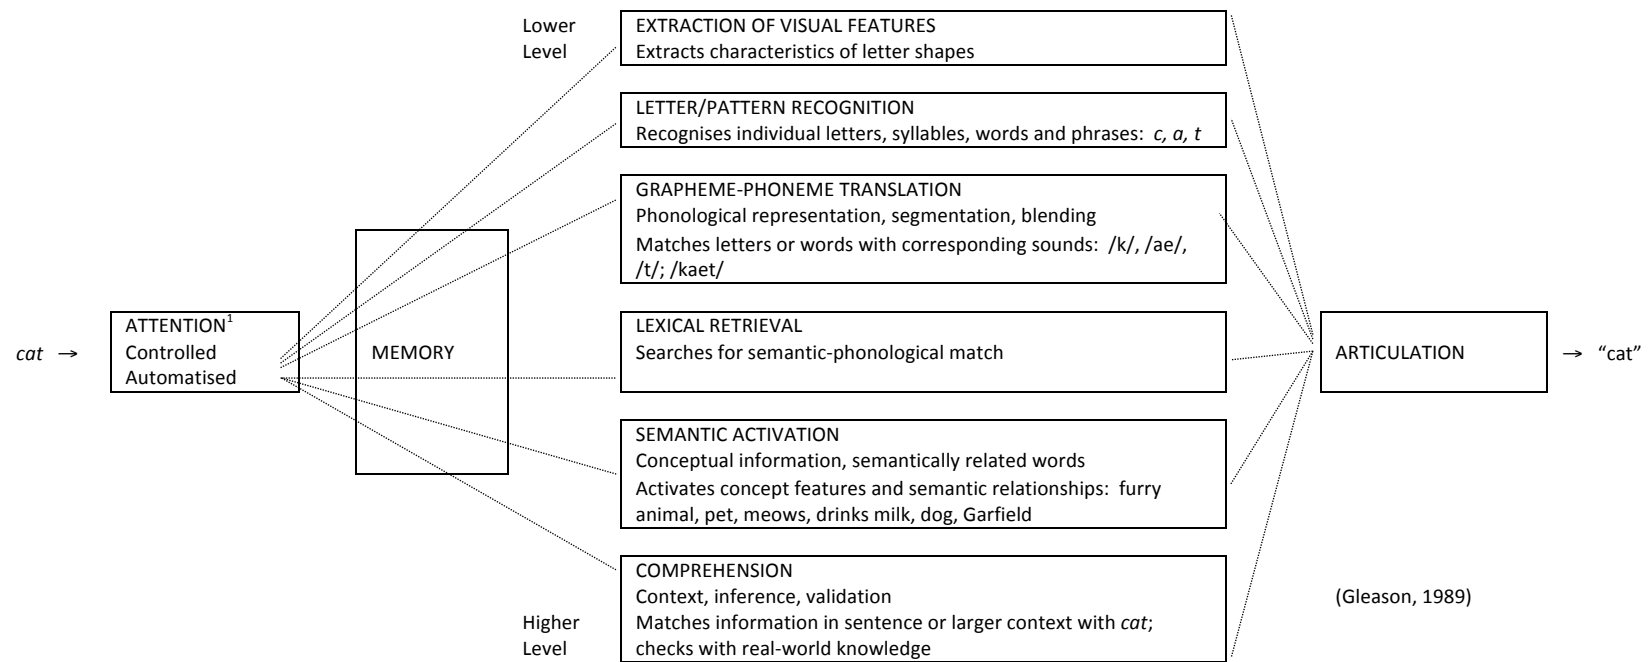 Lower
Level
EXTRACTION OF VISUAL FEATURES
Extracts characteristics of letter shapes
LETTER/PATTERN RECOGNITION
Recognises individual letters, syllables, words and phrases: c, a, t
GRAPHEME-PHONEME TRANSLATION
Phonological representation, segmentation, blending
Matches letters or words with corresponding sounds: /k/, /ae/,
/t/; /kaet/
cat →
ATTENTION¹
Controlled
Automatised
MEMORY
LEXICAL RETRIEVAL
Searches for semantic-phonological match
ARTICULATION
→ “cat”
SEMANTIC ACTIVATION
Conceptual information, semantically related words
Activates concept features and semantic relationships: furry
animal, pet, meows, drinks milk, dog, Garfield
Higher
Level
COMPREHENSION
Context, inference, validation
Matches information in sentence or larger context with cat;
checks with real-world knowledge
(Gleason, 1989)